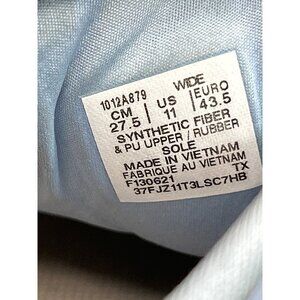 1012A879 WIDE
CM US EURO
27.5 11 43.5
SYNTHETIC FIBER
& PU UPPER / RUBBER
SOLE
MADE IN VIETNAM
FABRIQUE AU VIETNAM
F130621 TX
37FJZ11T3LSC7HB